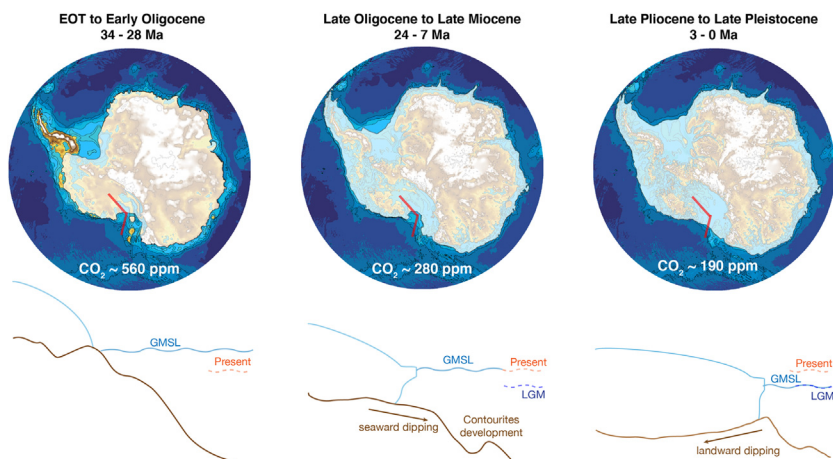 EOT to Early Oligocene
34 - 28 Ma
Late Oligocene to Late Miocene
24 - 7 Ma
Late Pliocene to Late Pleistocene
3 - 0 Ma
CO₂ ~ 560 ppm
CO₂ ~ 280 ppm
CO₂ ~ 190 ppm
GMSL
Present
GMSL
Present
LGM
seaward dipping
Contourites
development
Present
GMSL
LGM
landward dipping